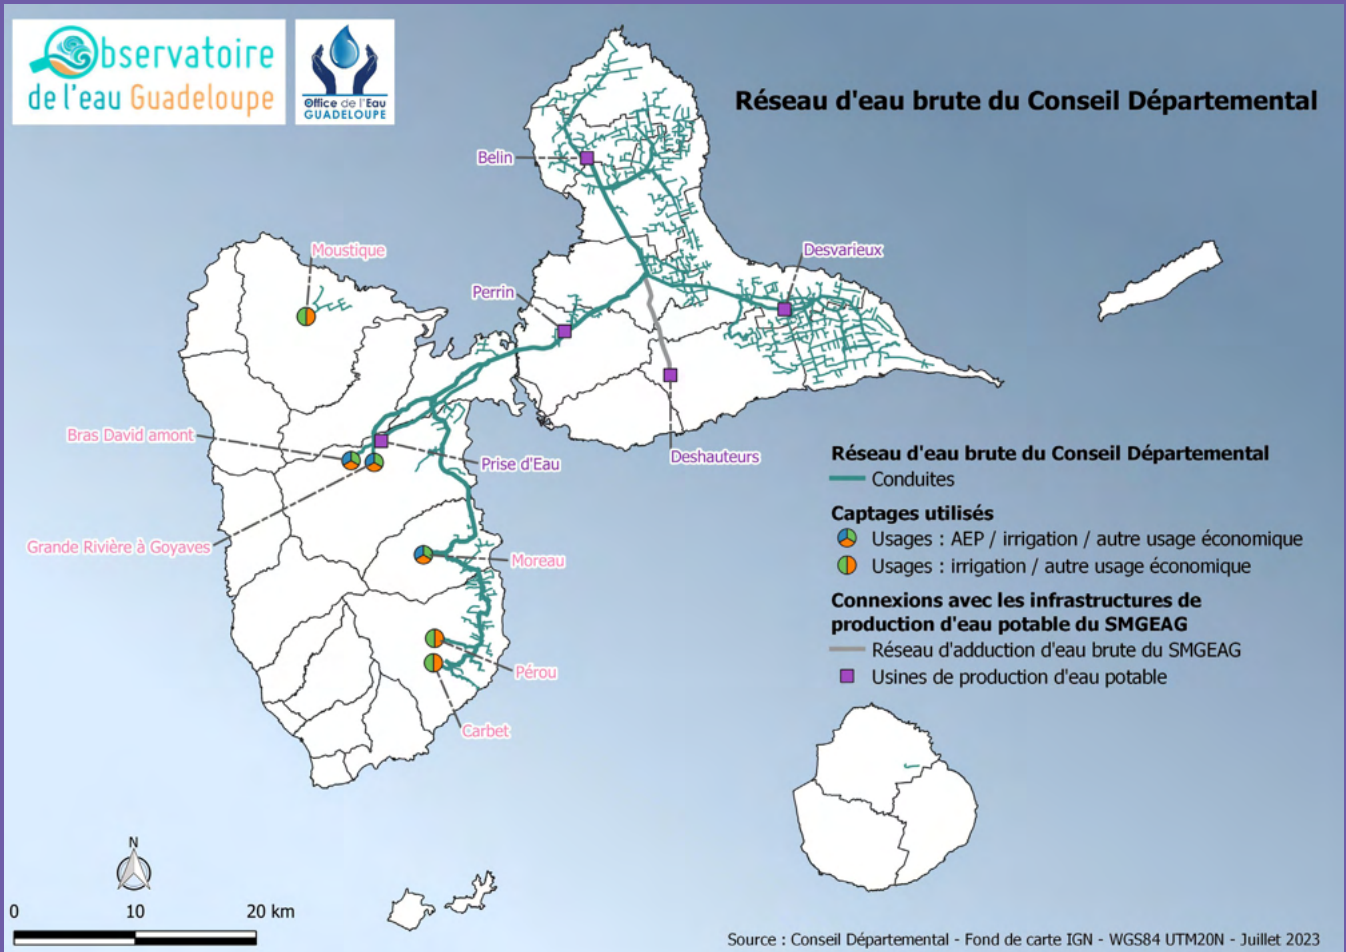 Observatoire
de l'eau Guadeloupe
Office de l'Eau
GUADELOUPE
Réseau d'eau brute du Conseil Départemental
Belin
Moustique
Desvarieux
Perrin
Bras David amont
Prise d'Eau
Deshauteurs
Grande Rivière à Goyaves
Moreau
Pérou
Carbet
Réseau d'eau brute du Conseil Départemental
Conduites
Captages utilisés
Usages : AEP / irrigation / autre usage économique
Usages : irrigation / autre usage économique
Connexions avec les infrastructures de
production d'eau potable du SMGEAG
Réseau d'adduction d'eau brute du SMGEAG
Usines de production d'eau potable
N
0 10 20 km
Source : Conseil Départemental - Fond de carte IGN - WGS84 UTM20N - Juillet 2023